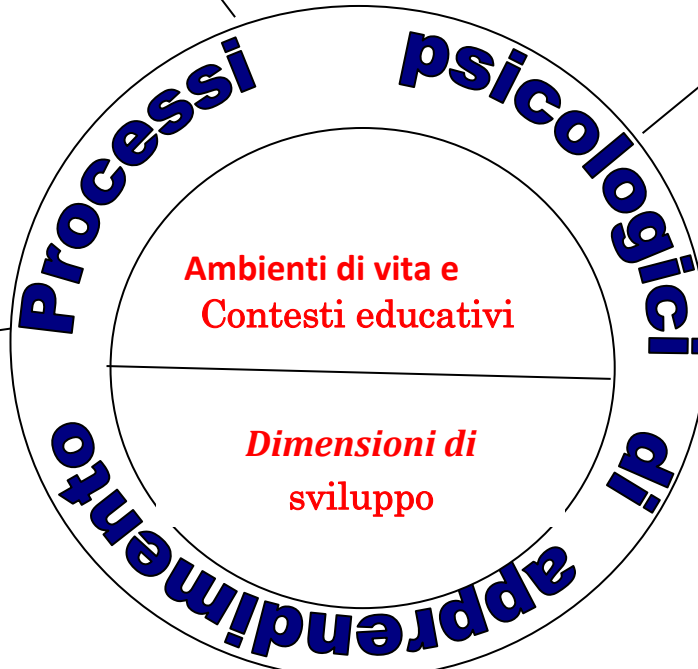 Processi psicologici di apprendimento
Ambienti di vita e
Contesti educativi
Dimensioni di
sviluppo